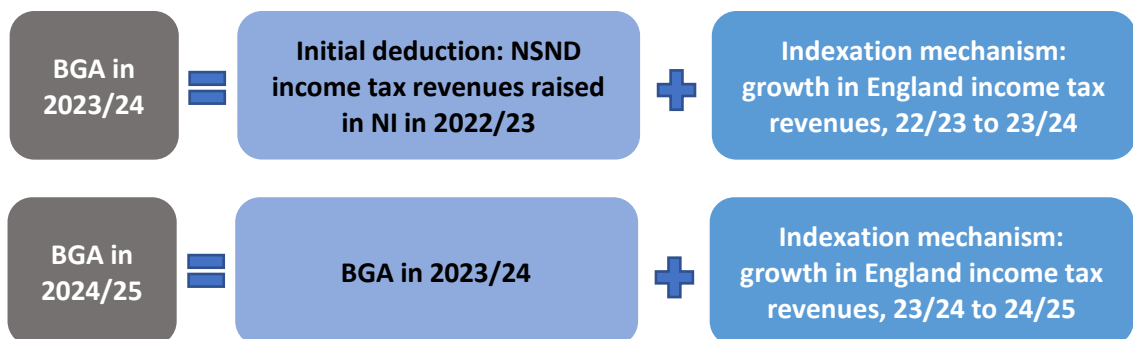 BGA in
2023/24
=
Initial deduction: NSND
income tax revenues raised
in NI in 2022/23
+
Indexation mechanism:
growth in England income tax
revenues, 22/23 to 23/24
BGA in
2024/25
=
BGA in 2023/24
+
Indexation mechanism:
growth in England income tax
revenues, 23/24 to 24/25